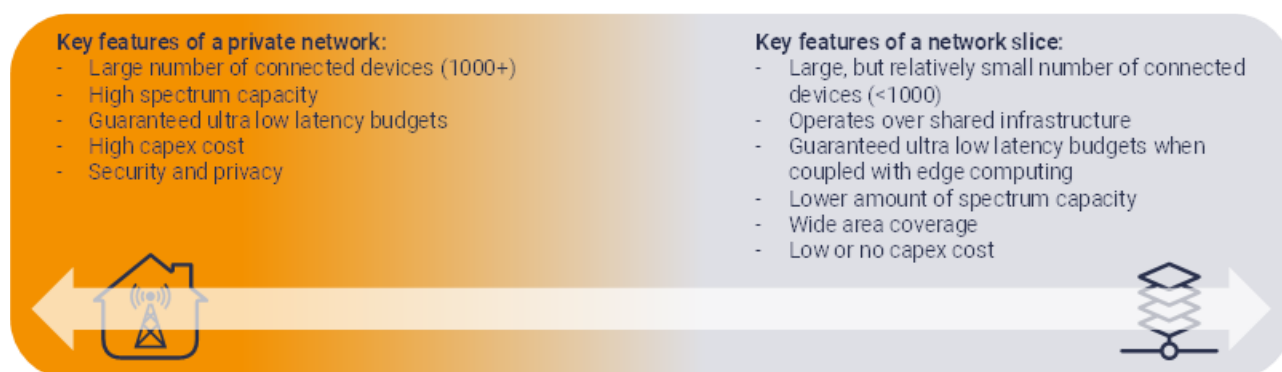 Key features of a private network:
- Large number of connected devices (1000+)
- High spectrum capacity
- Guaranteed ultra low latency budgets
- High capex cost
- Security and privacy
Key features of a network slice:
- Large, but relatively small number of connected
devices (<1000)
- Operates over shared infrastructure
- Guaranteed ultra low latency budgets when
coupled with edge computing
- Lower amount of spectrum capacity
- Wide area coverage
- Low or no capex cost